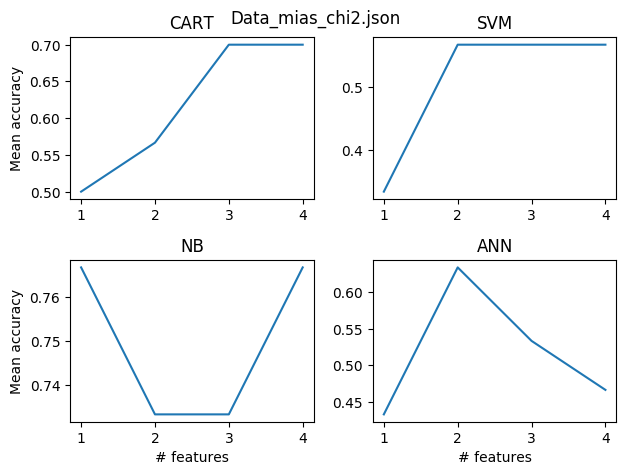 Data_mias_chi2.json
CART
Mean accuracy
0.70
0.65
0.60
0.55
0.50
1 2 3 4
SVM
0.5
0.4
1 2 3 4
NB
Mean accuracy
0.76
0.75
0.74
1 2 3 4
# features
ANN
0.60
0.55
0.50
0.45
1 2 3 4
# features